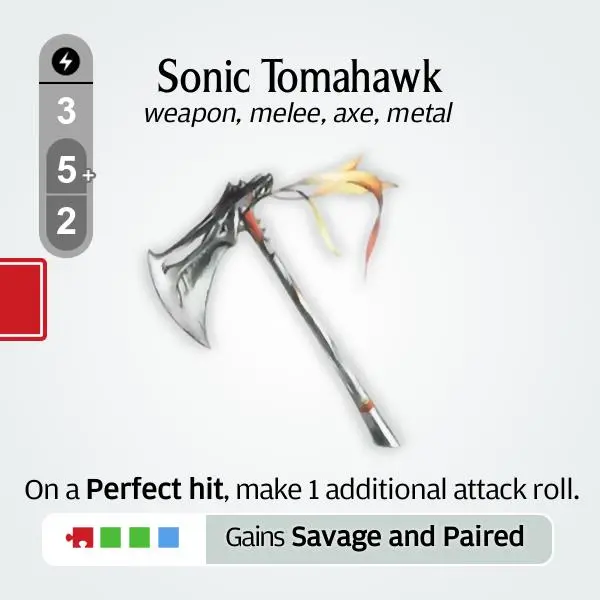 Sonic Tomahawk
weapon, melee, axe, metal
3
5+
2
On a Perfect hit, make 1 additional attack roll.
Gains Savage and Paired